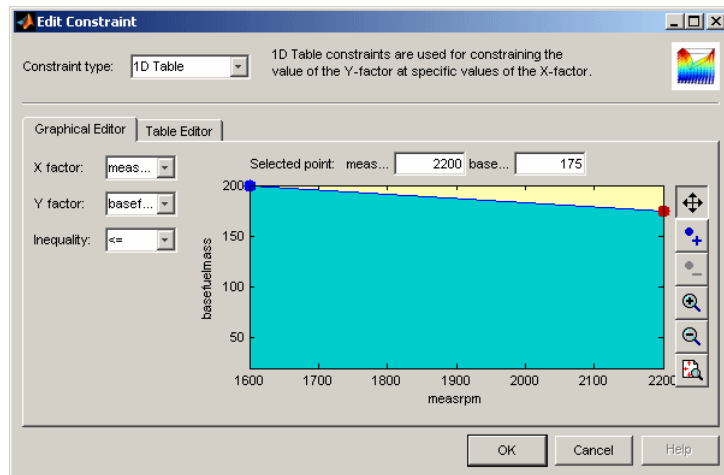 Edit Constraint
Constraint type: 1D Table
1D Table constraints are used for constraining the
value of the Y-factor at specific values of the X-factor.
Graphical Editor Table Editor
X factor: meas...
Y factor: basef...
Inequality: <=
Selected point: meas... 2200 base... 175
200
150
100
50
basefuelmass
1600 1700 1800 1900 2000 2100 2200
measrpm
OK Cancel Help